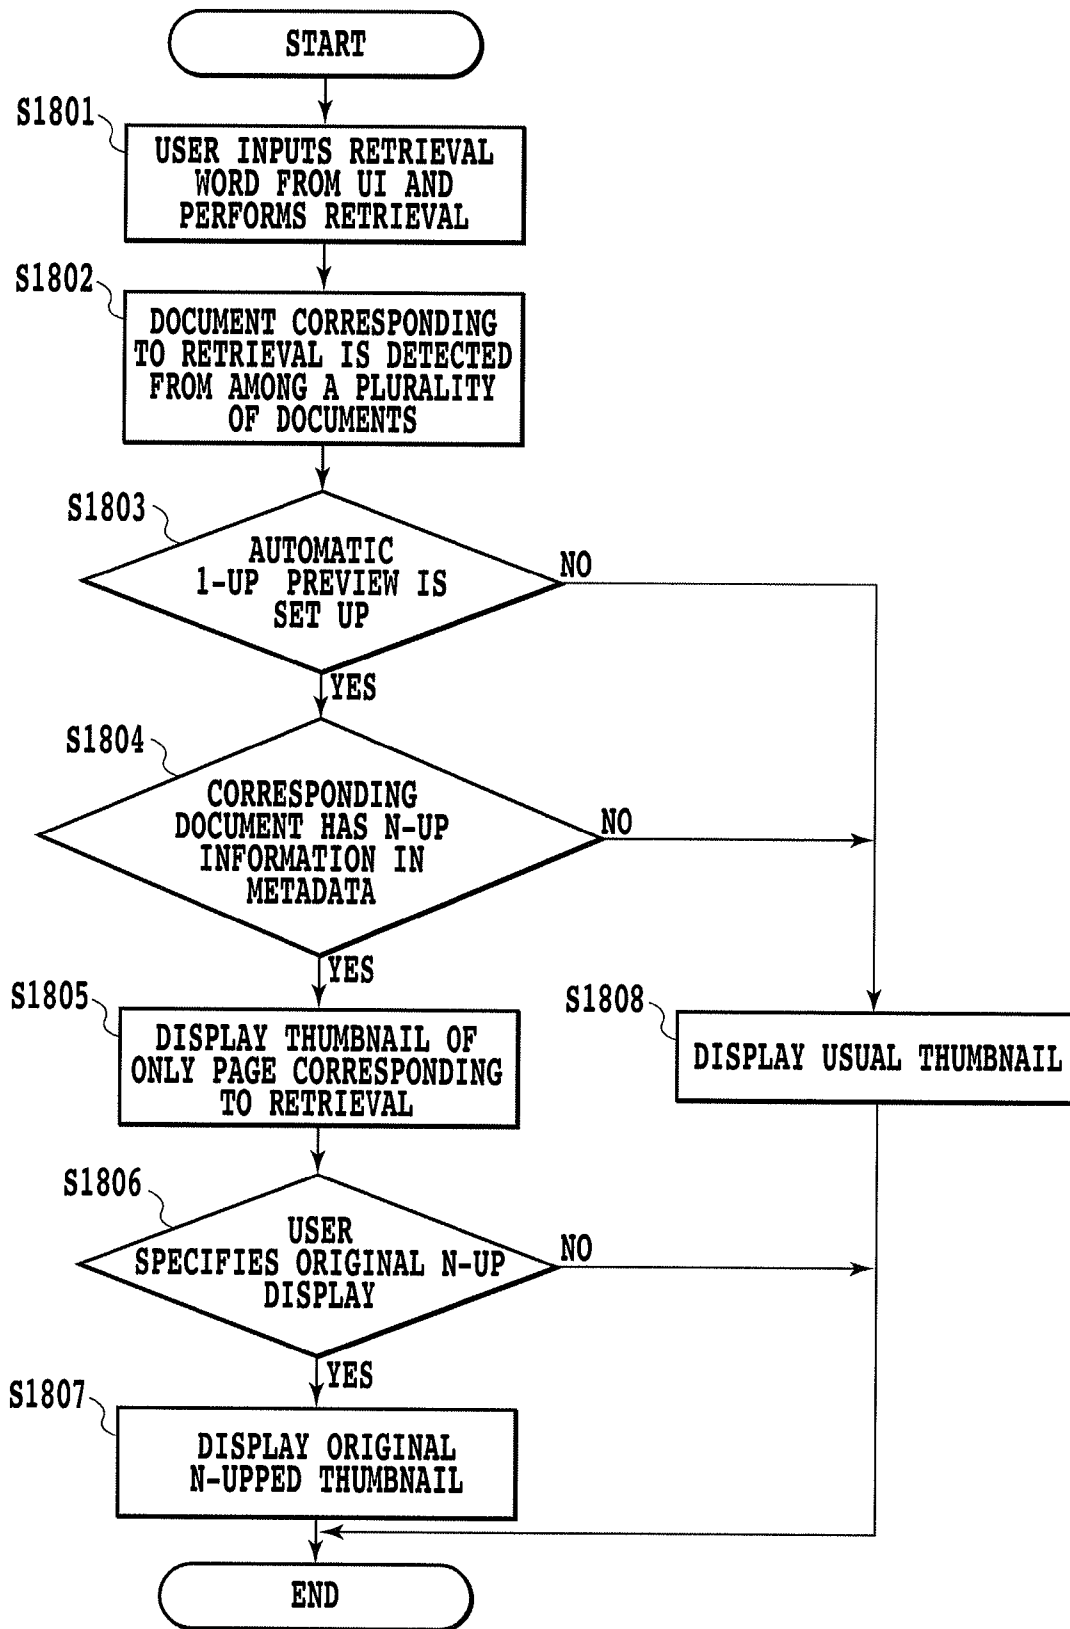 START
S1801
USER INPUTS RETRIEVAL
WORD FROM UI AND
PERFORMS RETRIEVAL
S1802
DOCUMENT CORRESPONDING
TO RETRIEVAL IS DETECTED
FROM AMONG A PLURALITY
OF DOCUMENTS
S1803
AUTOMATIC
1-UP PREVIEW IS
SET UP
NO
YES
S1804
CORRESPONDING
DOCUMENT HAS N-UP
INFORMATION IN
METADATA
NO
YES
S1805
DISPLAY THUMBNAIL OF
ONLY PAGE CORRESPONDING
TO RETRIEVAL
S1808
DISPLAY USUAL THUMBNAIL
S1806
USER
SPECIFIES ORIGINAL N-UP
DISPLAY
NO
YES
S1807
DISPLAY ORIGINAL
N-UPPED THUMBNAIL
END